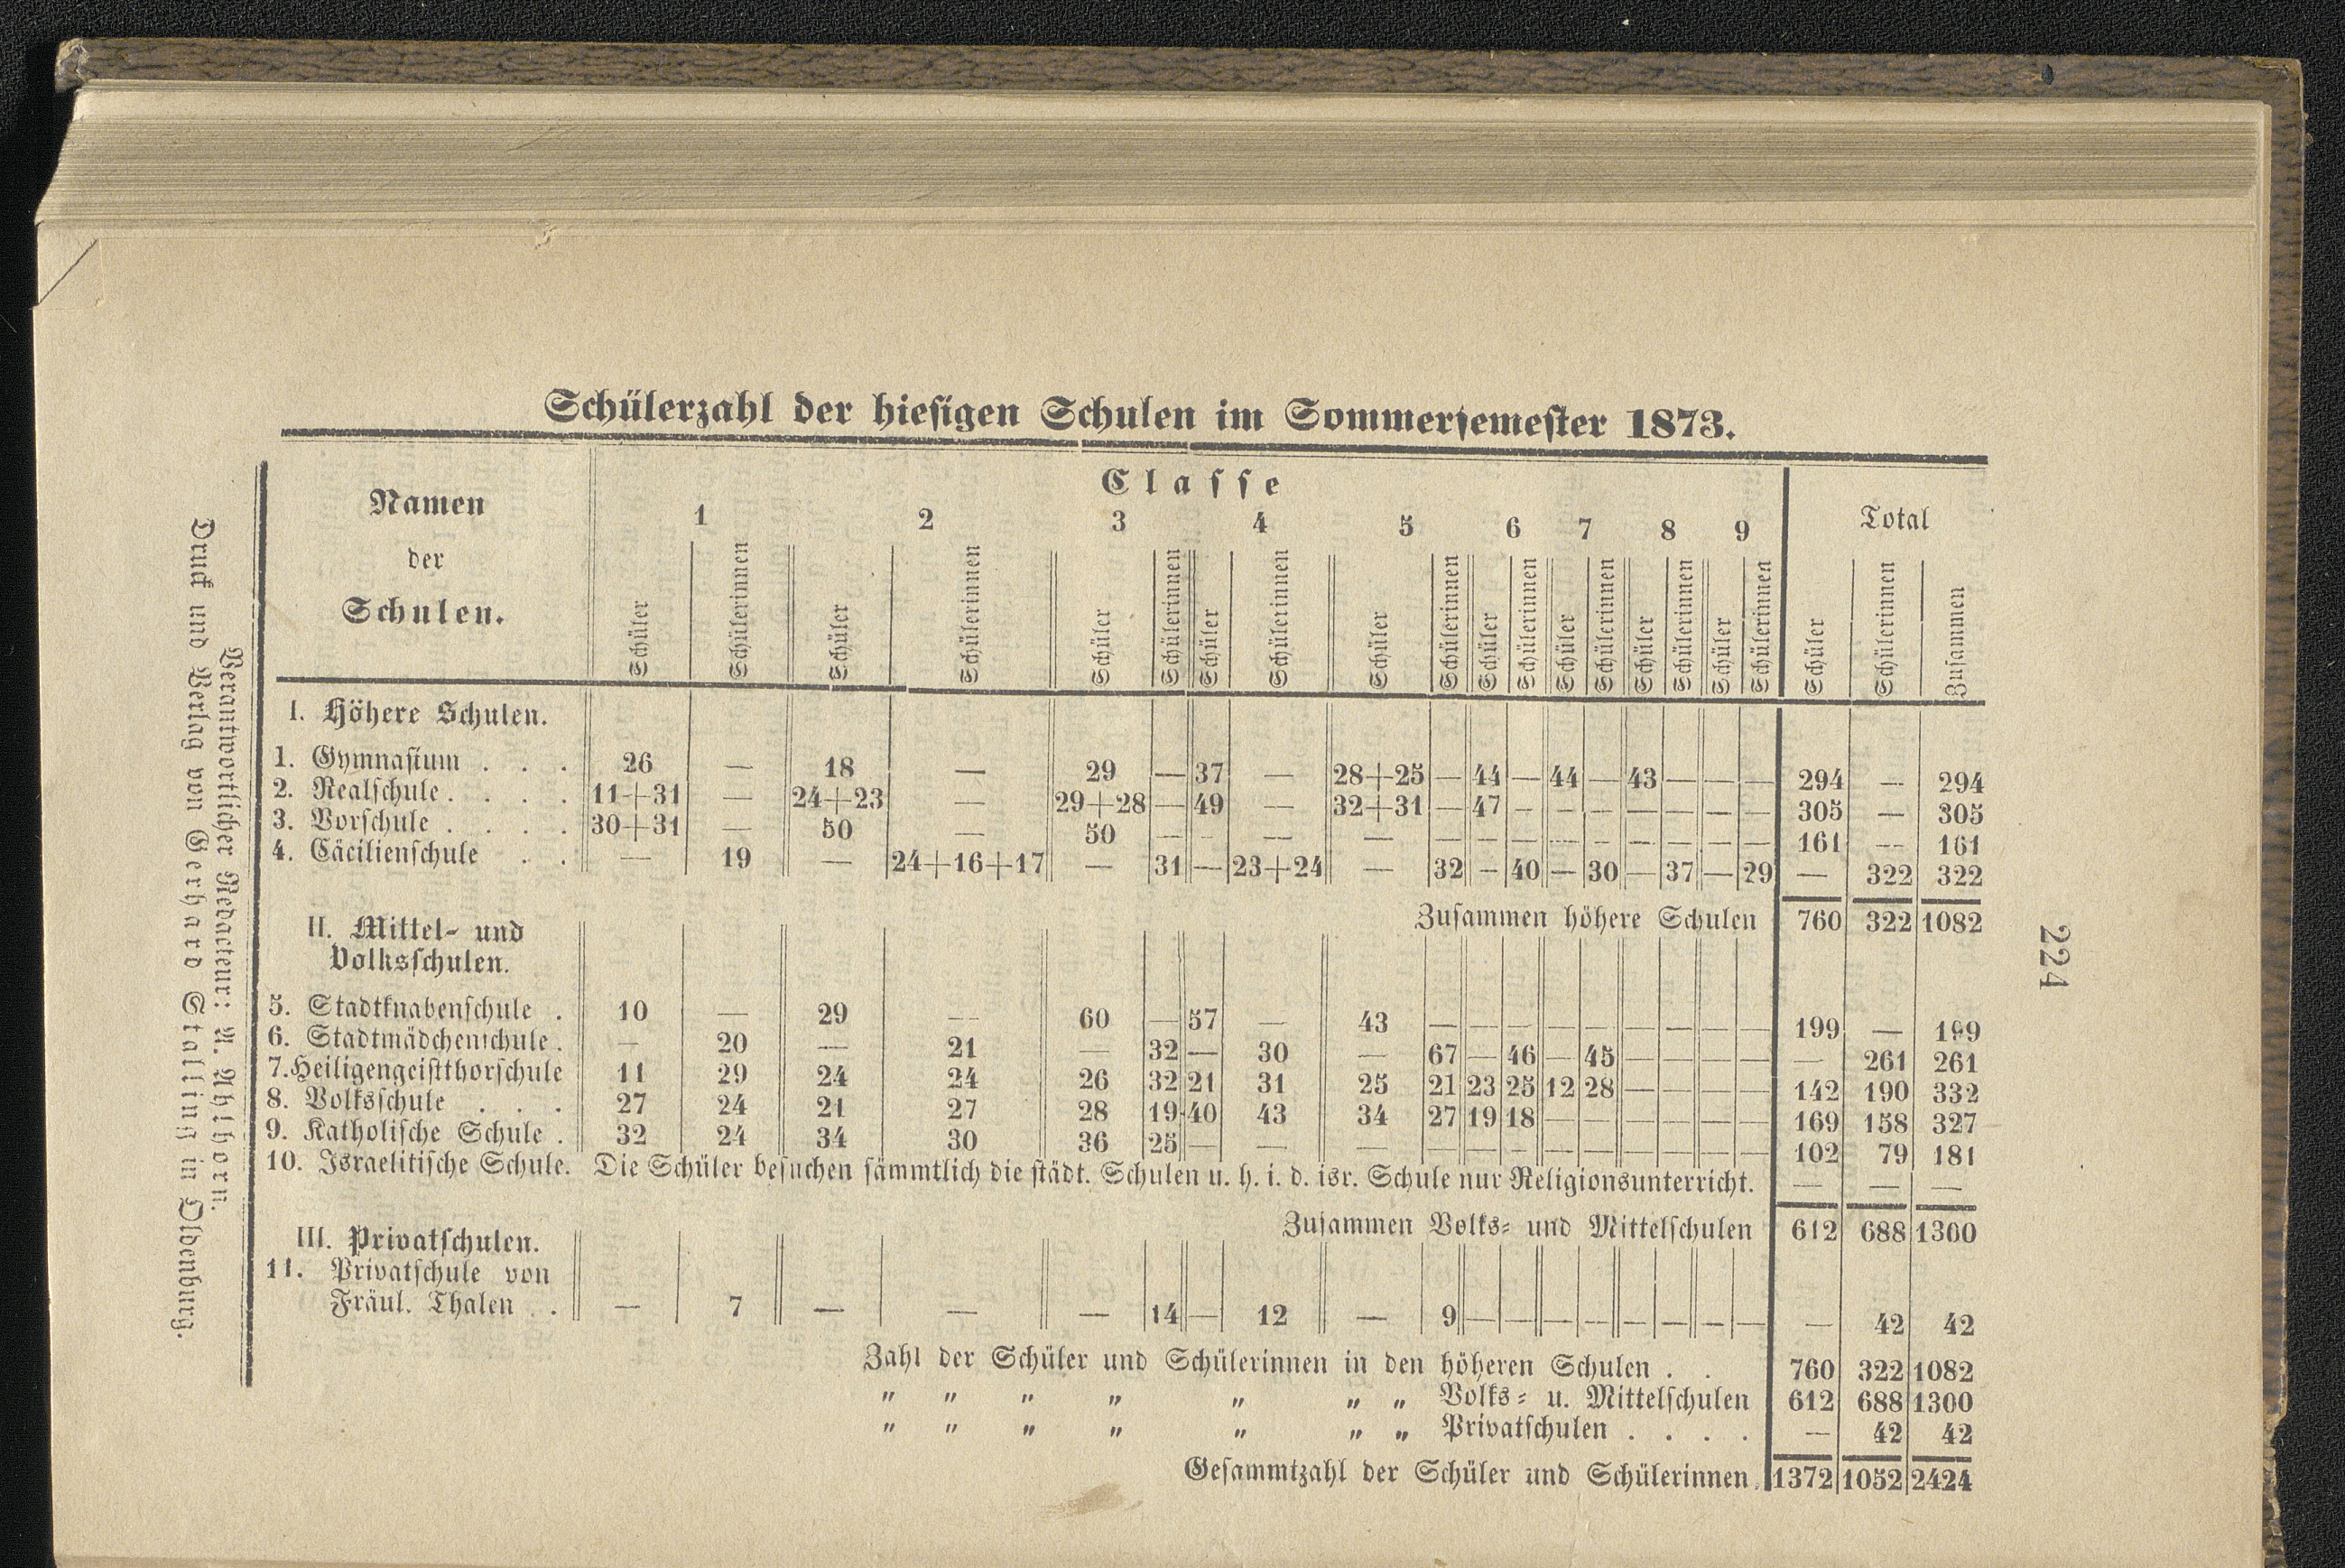 Schülerzahl der hiesigen Schulen im Sommersemester 1873.
Namen der Schulen. Classe Total
1 2 3 4 5 6 7 8 9
Schüler Schülerinnen Schüler Schülerinnen Schüler Schülerinnen Schüler Schülerinnen Schüler Schülerinnen Schüler Schülerinnen Schüler Schülerinnen Schüler Schülerinnen Schüler Schülerinnen Schüler Schülerinnen Zusammen
I. Höhere Schulen.
1. Gymnasium . . . 26 — 18 — 29 — 37 — 28+25 — 44 — 44 — 43 — — — 294 — 294
2. Realschule . . . . 11+31 — 24+23 — 29+28 — 49 — 32+31 — 47 — — — — — — — 305 — 305
3. Vorschule . . . . 30+31 — 50 — 50 — — — — — — — — — — — — — 161 — 161
4. Cäcilienschule . . — 19 — 24+16+17 — 31 — 23+24 — 32 — 40 — 30 — 37 — 29 — 322 322
Zusammen höhere Schulen 760 322 1082
II. Mittel- und
Volksschulen.
5. Stadtknabenschule . 10 — 29 — 60 — 57 — 43 — — — — — — — — — 199 — 199
6. Stadtmädchenschule . — 20 — 21 — 32 — 30 — 67 — 46 — 45 — — — — — 261 261
7. Heiligengeistthorschule 11 29 24 24 26 32 21 31 25 21 23 25 12 28 — — — — 142 190 332
8. Volksschule . . . 27 24 21 27 28 19 40 43 34 27 19 18 — — — — — — 169 158 327
9. Katholische Schule . 32 24 34 30 36 25 — — — — — — — — — — — — 102 79 181
10. Israelitische Schule. Die Schüler besuchen sämmtlich die städt. Schulen u. h. i. d. isr. Schule nur Religionsunterricht. — — —
Zusammen Volks- und Mittelschulen 612 688 1300
III. Privatschulen.
11. Privatschule von
Fräul. Thalen . . — 7 — — — 14 — 12 — 9 — — — — — — — — — 42 42
Zahl der Schüler und Schülerinnen in den höheren Schulen . . 760 322 1082
" " " " " " " Volks- u. Mittelschulen 612 688 1300
" " " " " " " Privatschulen . . . . — 42 42
Gesammtzahl der Schüler und Schülerinnen. 1372 1052 2424
Verantwortlicher Redacteur: A. Ahlhorn.
Druck und Verlag von Gerhard Stalling in Oldenburg.
224